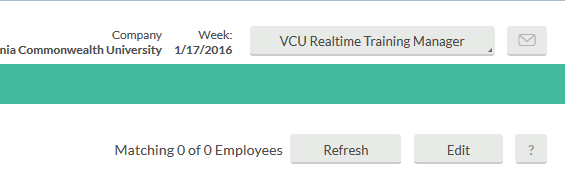 Company Week:
nia Commonwealth University 1/17/2016 VCU Realtime Training Manager
Matching 0 of 0 Employees Refresh Edit ?